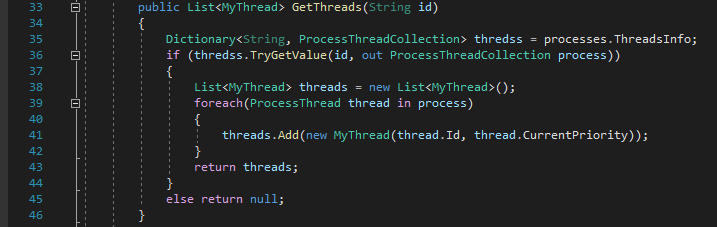 33 public List<MyThread> GetThreads(String id)
34 {
35 Dictionary<String, ProcessThreadCollection> thredss = processes.ThreadsInfo;
36 if (thredss.TryGetValue(id, out ProcessThreadCollection process))
37 {
38 List<MyThread> threads = new List<MyThread>();
39 foreach(ProcessThread thread in process)
40 {
41 threads.Add(new MyThread(thread.Id, thread.CurrentPriority));
42 }
43 return threads;
44 }
45 else return null;
46 }